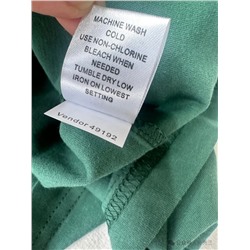 MACHINE WASH
COLD
USE NON-CHLORINE
BLEACH WHEN
NEEDED
TUMBLE DRY LOW
IRON ON LOWEST
SETTING
Vendor 49192